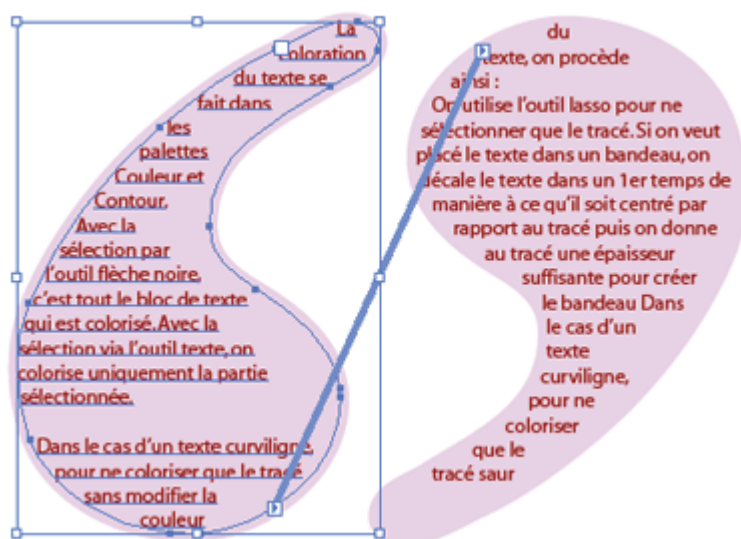 La
coloration
du texte se
fait dans
les
palettes
Couleur et
Contour.
Avec la
sélection par
l'outil flèche noire,
c'est tout le bloc de texte
qui est colorisé. Avec la
sélection via l'outil texte, on
colorise uniquement la partie
sélectionnée.
Dans le cas d'un texte curviligne,
pour ne coloriser que le tracé
sans modifier la
couleur
du
texte, on procède
ainsi :
On utilise l'outil lasso pour ne
sélectionner que le tracé. Si on veut
placé le texte dans un bandeau, on
décale le texte dans un 1er temps de
manière à ce qu'il soit centré par
rapport au tracé puis on donne
au tracé une épaisseur
suffisante pour créer
le bandeau Dans
le cas d'un
texte
curviligne,
pour ne
coloriser
que le
tracé saur